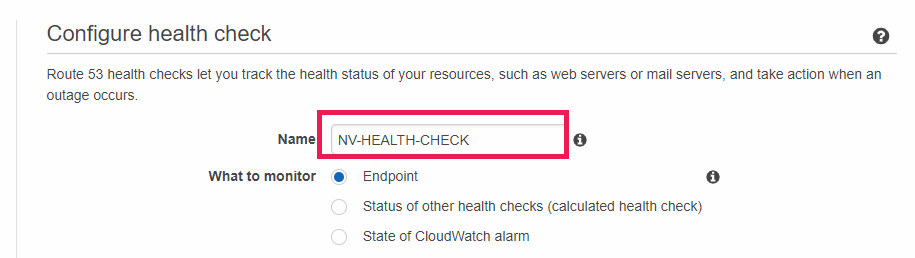 Configure health check
Route 53 health checks let you track the health status of your resources, such as web servers or mail servers, and take action when an
outage occurs.
Name NV-HEALTH-CHECK
What to monitor Endpoint
Status of other health checks (calculated health check)
State of CloudWatch alarm